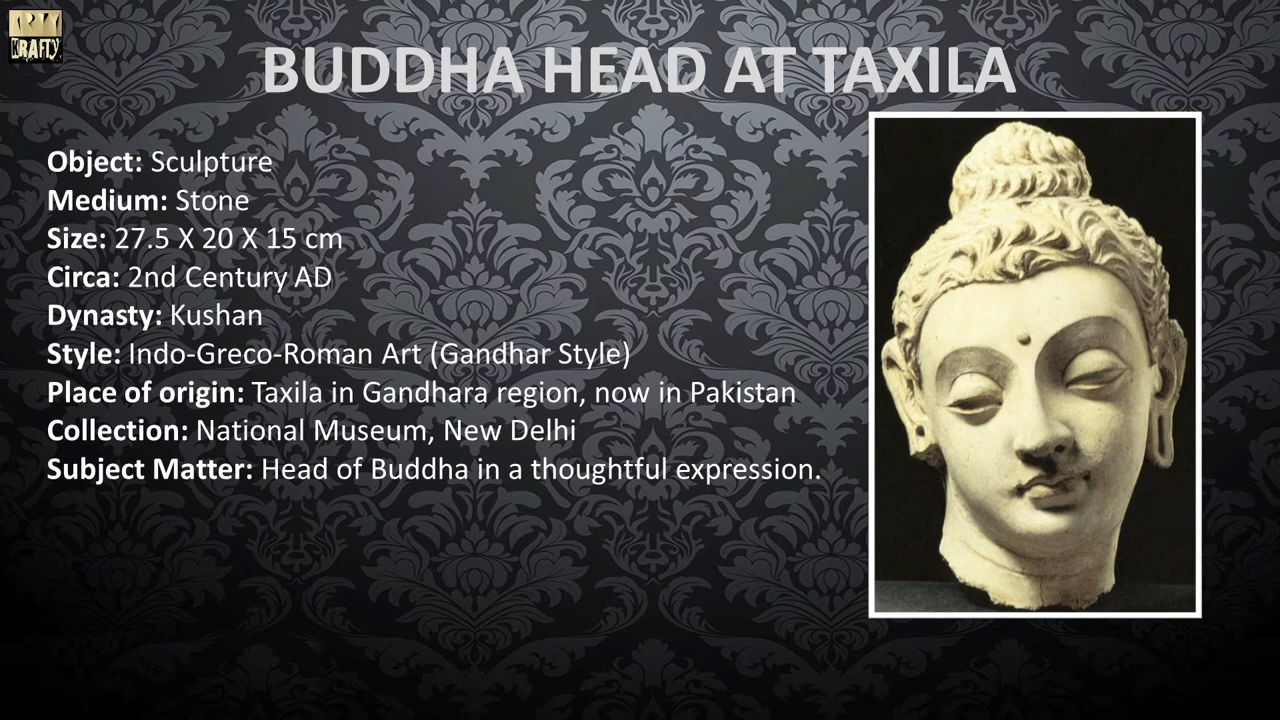 ARTY
KRAFTY
BUDDHA HEAD AT TAXILA
Object: Sculpture
Medium: Stone
Size: 27.5 X 20 X 15 cm
Circa: 2nd Century AD
Dynasty: Kushan
Style: Indo-Greco-Roman Art (Gandhar Style)
Place of origin: Taxila in Gandhara region, now in Pakistan
Collection: National Museum, New Delhi
Subject Matter: Head of Buddha in a thoughtful expression.